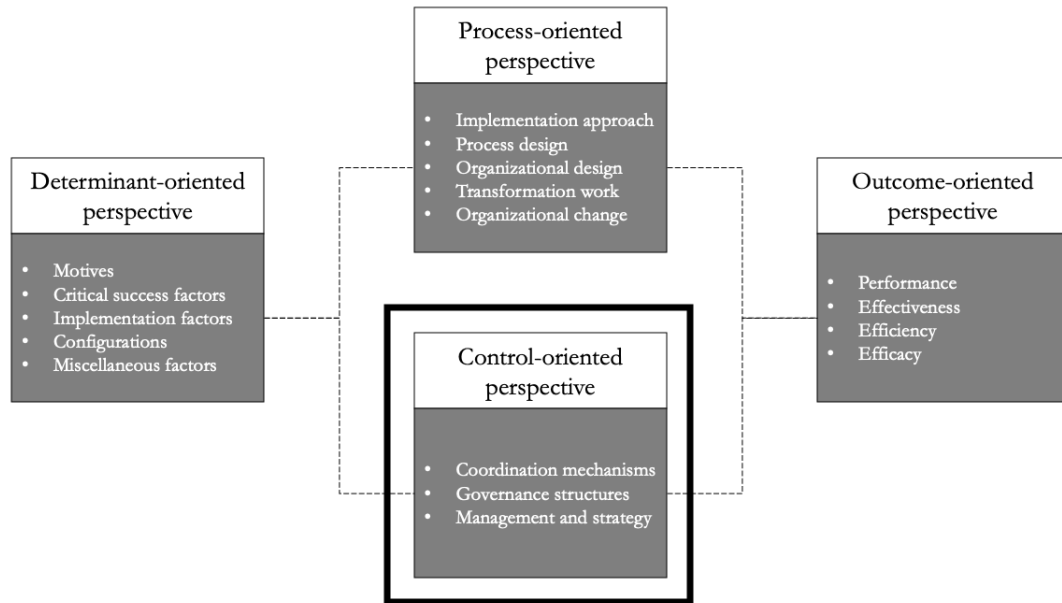 Process-oriented
perspective
• Implementation approach
• Process design
• Organizational design
• Transformation work
• Organizational change
Determinant-oriented
perspective
• Motives
• Critical success factors
• Implementation factors
• Configurations
• Miscellaneous factors
Outcome-oriented
perspective
• Performance
• Effectiveness
• Efficiency
• Efficacy
Control-oriented
perspective
• Coordination mechanisms
• Governance structures
• Management and strategy